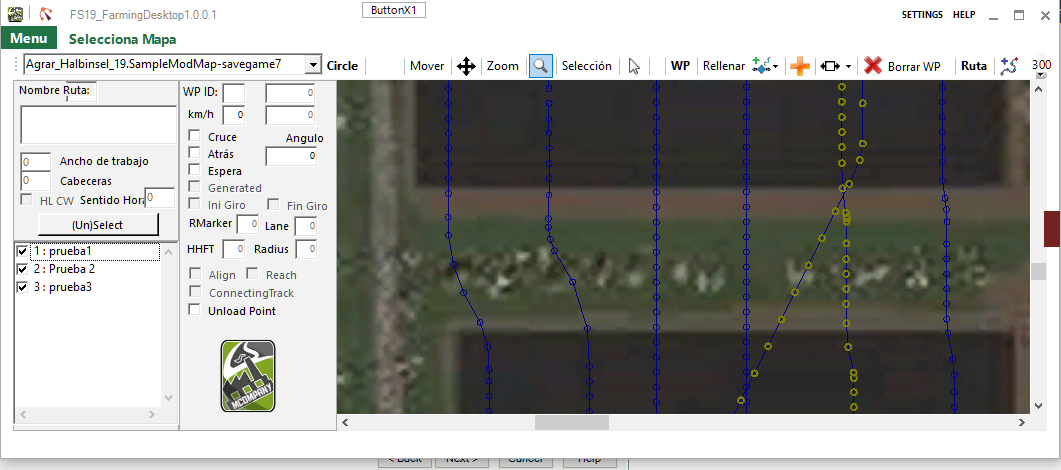 ButtonX1
FS19_FarmingDesktop1.0.0.1
SETTINGS HELP
Menu Selecciona Mapa
Agrar_Halbinsel_19.SampleModMap-savegame7 Circle Mover Zoom Selección WP Rellenar Borrar WP Ruta 300
Nombre Ruta:
0 Ancho de trabajo
0 Cabeceras
HL CW Sentido Hora 0
(Un)Select
1 : prueba1
2 : Prueba 2
3 : prueba3
WP ID: 0
km/h 0 0
Cruce Angulo
Atrás 0
Espera
Generated
Ini Giro Fin Giro
RMarker 0 Lane 0
HHFT 0 Radius 0
Align Reach
ConnectingTrack
Unload Point
MCOMPANY
< Back Next > Cancel Help